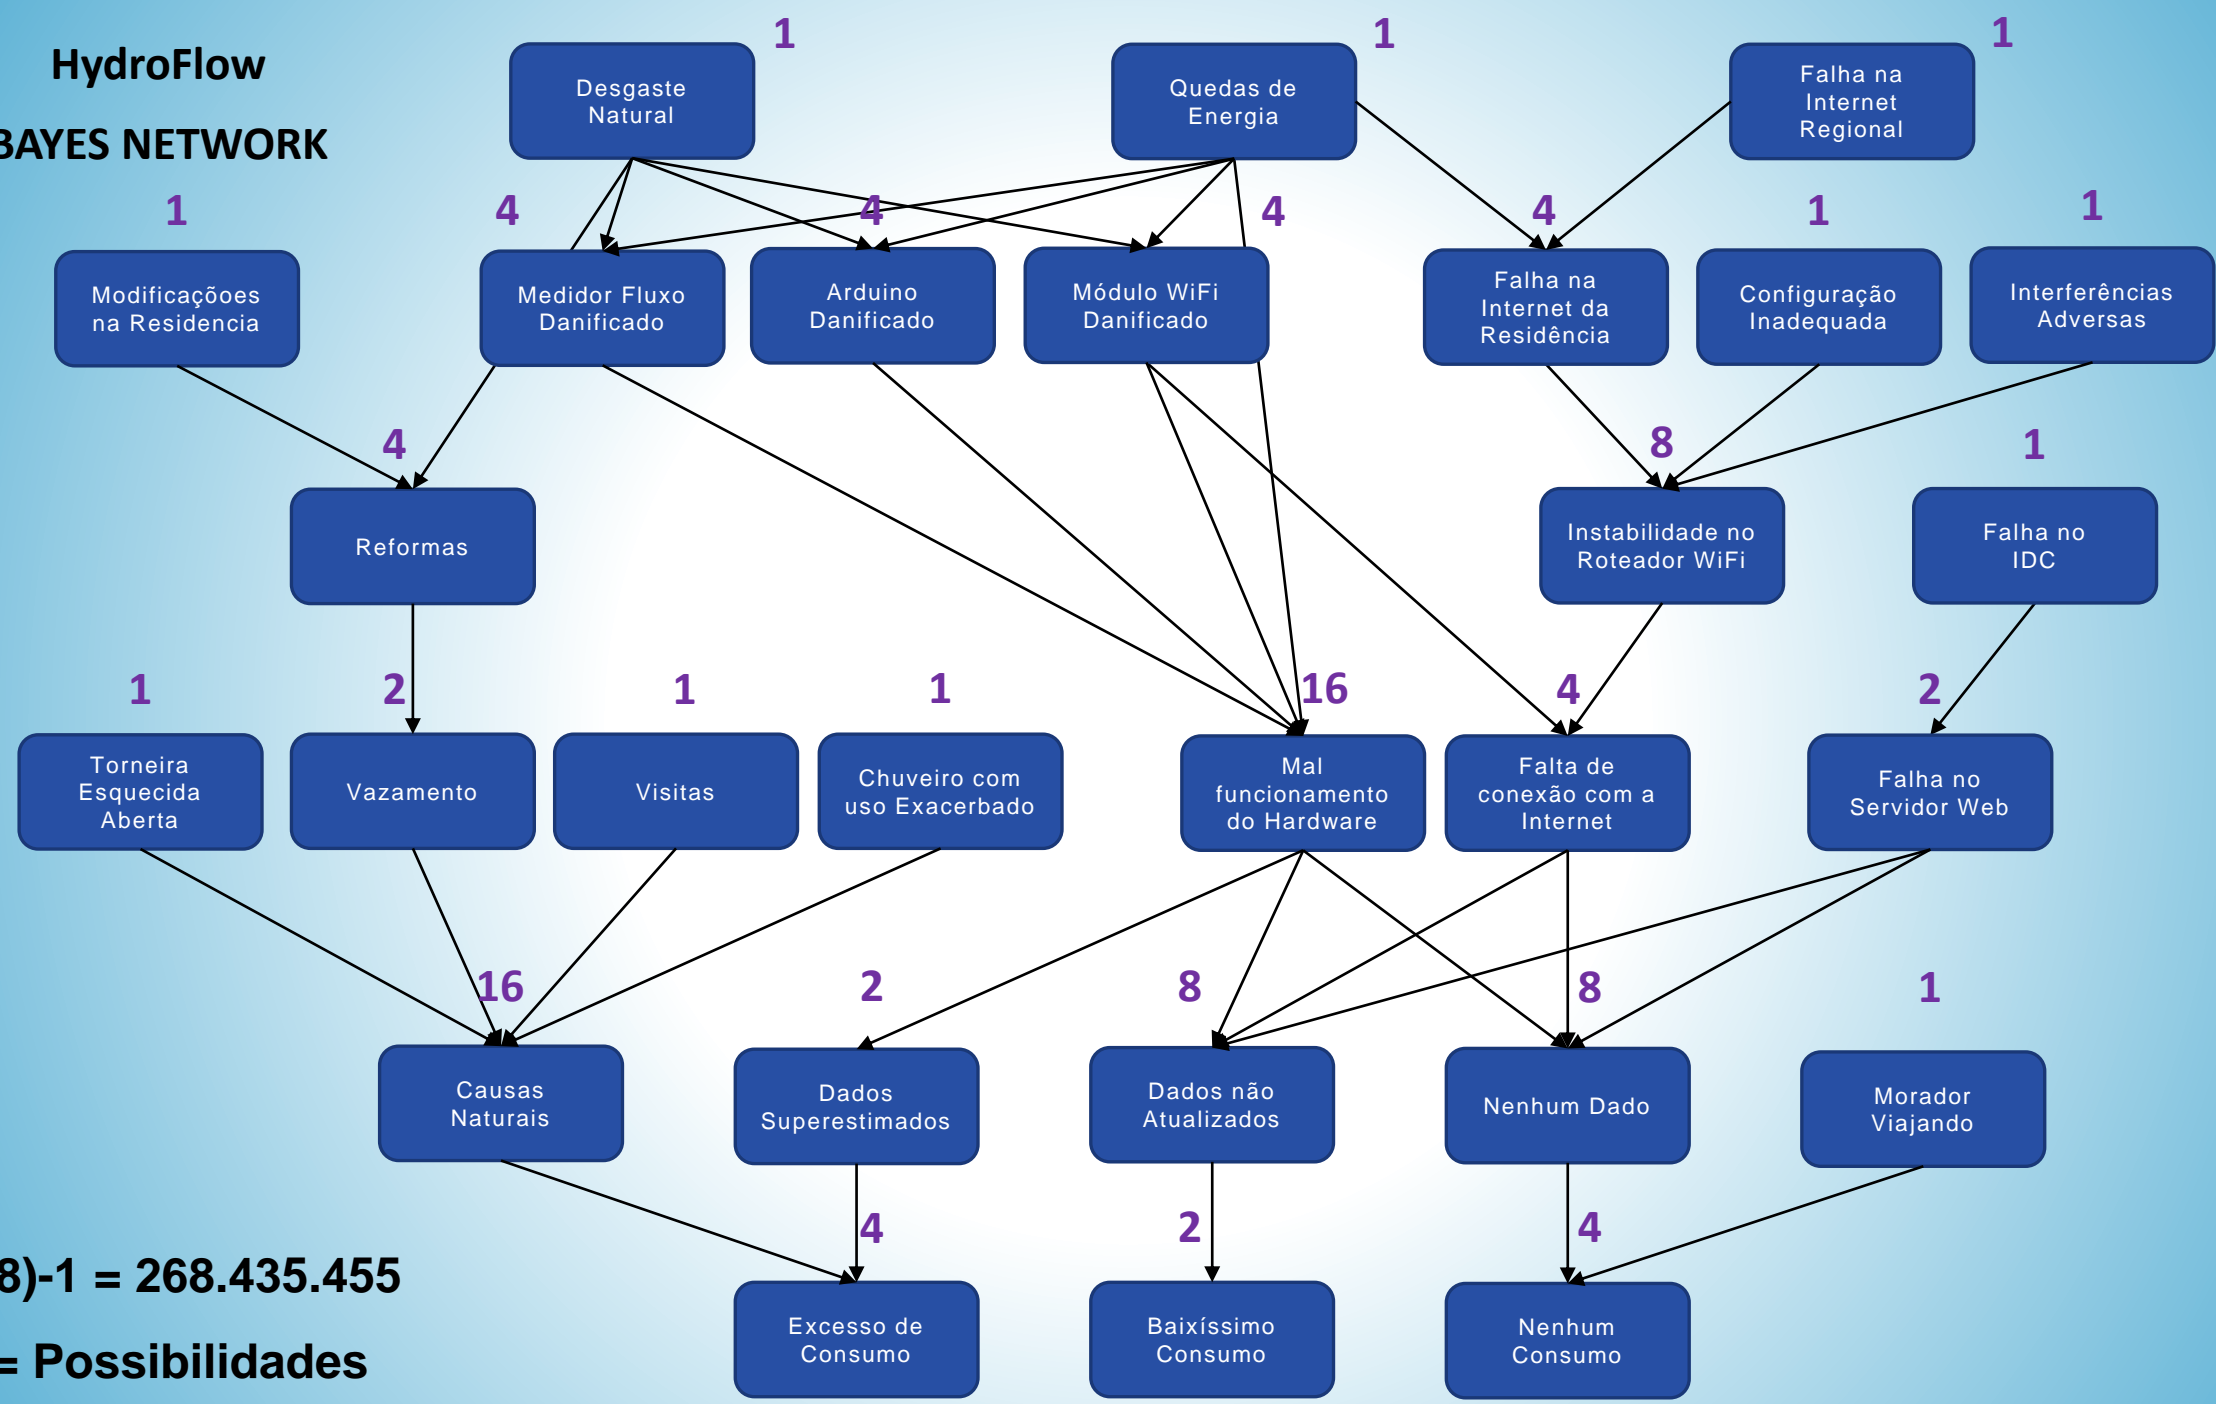 HydroFlow
BAYES NETWORK
1
1
1
Desgaste
Natural
Quedas de
Energia
Falha na
Internet
Regional
1
4
4
4
4
1
1
Modificaçõoes
na Residencia
Medidor Fluxo
Danificado
Arduino
Danificado
Módulo WiFi
Danificado
Falha na
Internet da
Residência
Configuração
Inadequada
Interferências
Adversas
4
8
1
Reformas
Instabilidade no
Roteador WiFi
Falha no
IDC
1
2
1
1
16
4
2
Torneira
Esquecida
Aberta
Vazamento
Visitas
Chuveiro com
uso Exacerbado
Mal
funcionamento
do Hardware
Falta de
conexão com a
Internet
Falha no
Servidor Web
16
2
8
8
1
Causas
Naturais
Dados
Superestimados
Dados não
Atualizados
Nenhum Dado
Morador
Viajando
4
2
4
8)-1 = 268.435.455
= Possibilidades
Excesso de
Consumo
Baixíssimo
Consumo
Nenhum
Consumo